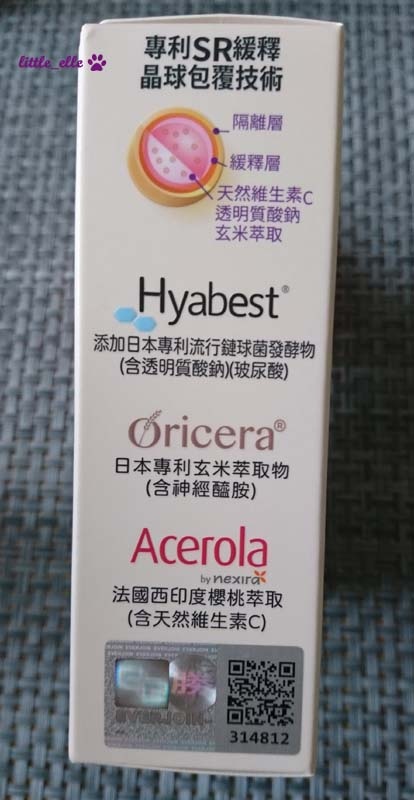 little_elle
專利SR緩釋
晶球包覆技術
隔離層
緩釋層
天然維生素C
透明質酸鈉
玄米萃取
Hyabest®
添加日本專利流行鏈球菌發酵物
(含透明質酸鈉)(玻尿酸)
Oricera®
日本專利玄米萃取物
(含神經醯胺)
Acerola
by nexira
法國西印度櫻桃萃取
(含天然維生素C)
314812